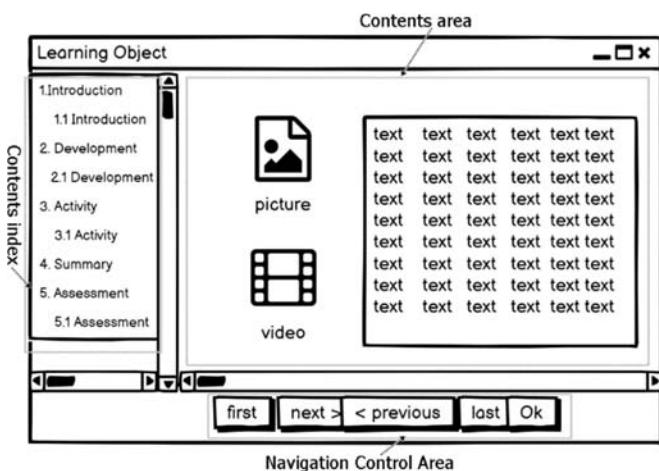 Contents area
Learning Object
Contents index
1.Introduction
1.1 Introduction
2. Development
2.1 Development
3. Activity
3.1 Activity
4. Summary
5. Assessment
5.1 Assessment
picture
video
text text text text text text
text text text text text text
text text text text text text
text text text text text text
text text text text text text
text text text text text text
text text text text text text
text text text text text text
text text text text text text
first next > < previous last Ok
Navigation Control Area